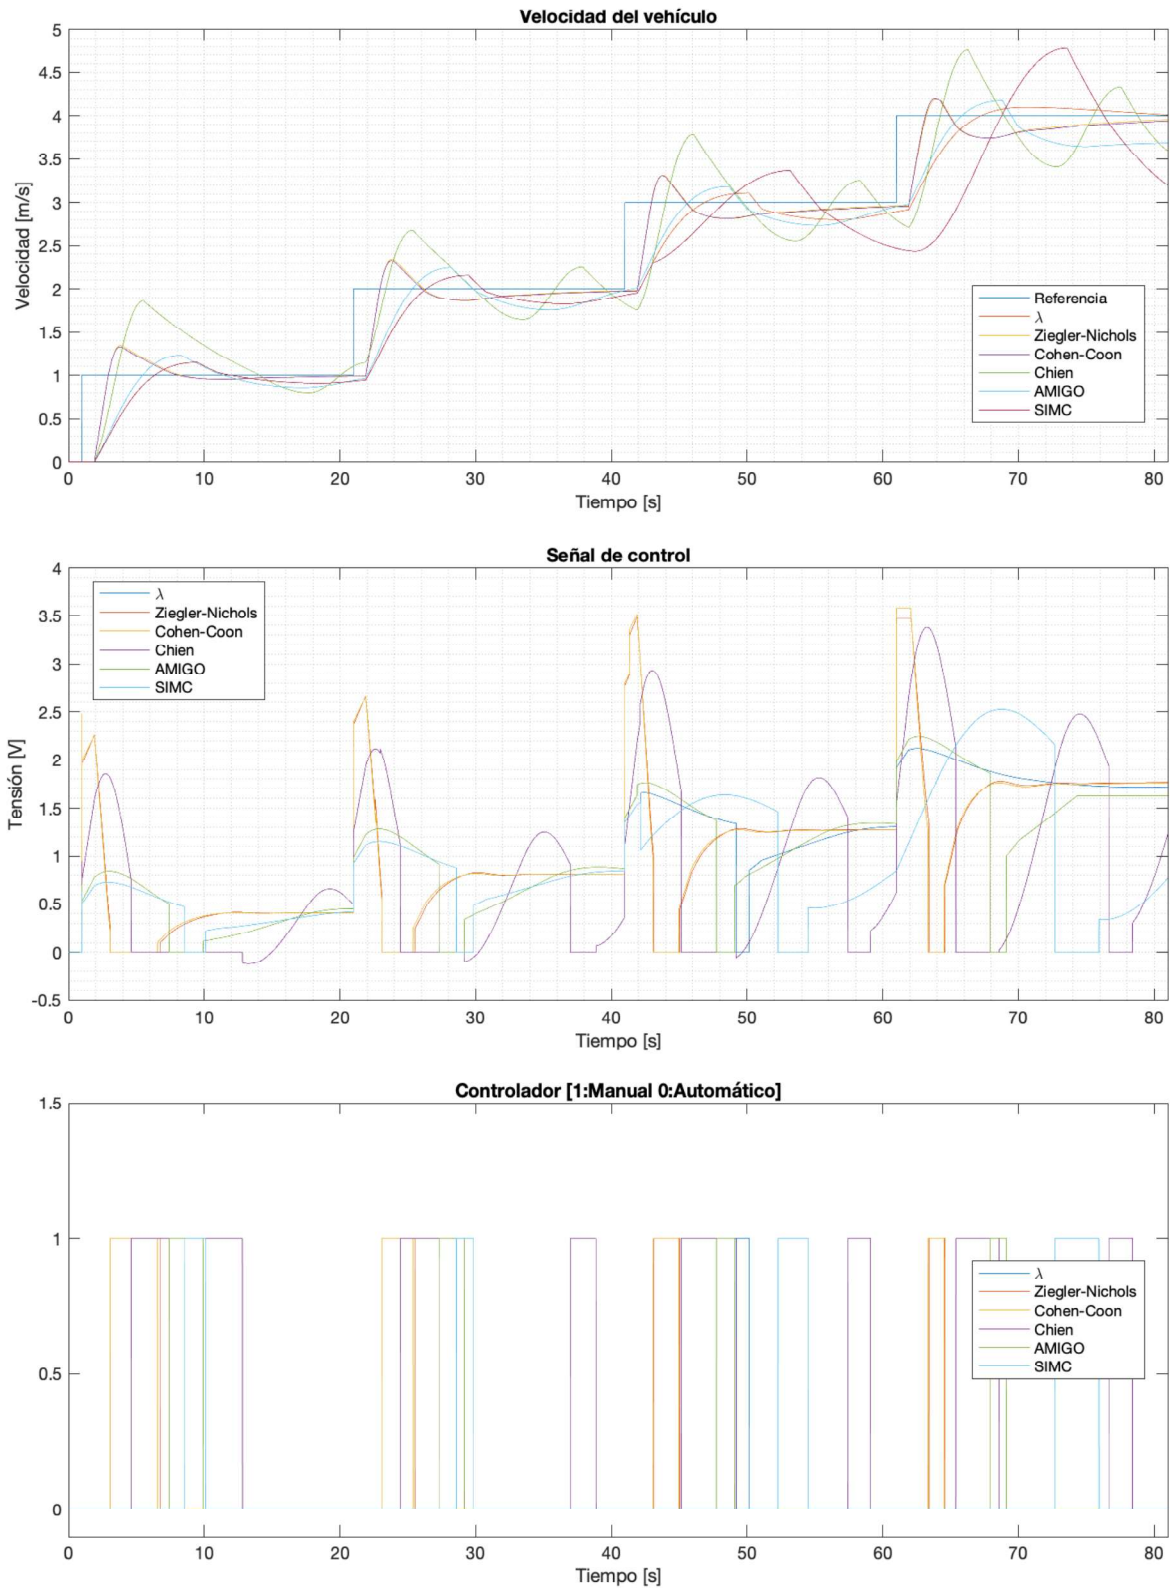 Velocidad del vehículo
Velocidad [m/s]
5
4.5
4
3.5
3
2.5
2
1.5
1
0.5
0
Referencia
λ
Ziegler-Nichols
Cohen-Coon
Chien
AMIGO
SIMC
0 10 20 30 40 50 60 70 80
Tiempo [s]
Señal de control
Tensión [V]
4
3.5
3
2.5
2
1.5
1
0.5
0
-0.5
λ
Ziegler-Nichols
Cohen-Coon
Chien
AMIGO
SIMC
0 10 20 30 40 50 60 70 80
Tiempo [s]
Controlador [1:Manual 0:Automático]
1.5
1
0.5
0
λ
Ziegler-Nichols
Cohen-Coon
Chien
AMIGO
SIMC
0 10 20 30 40 50 60 70 80
Tiempo [s]